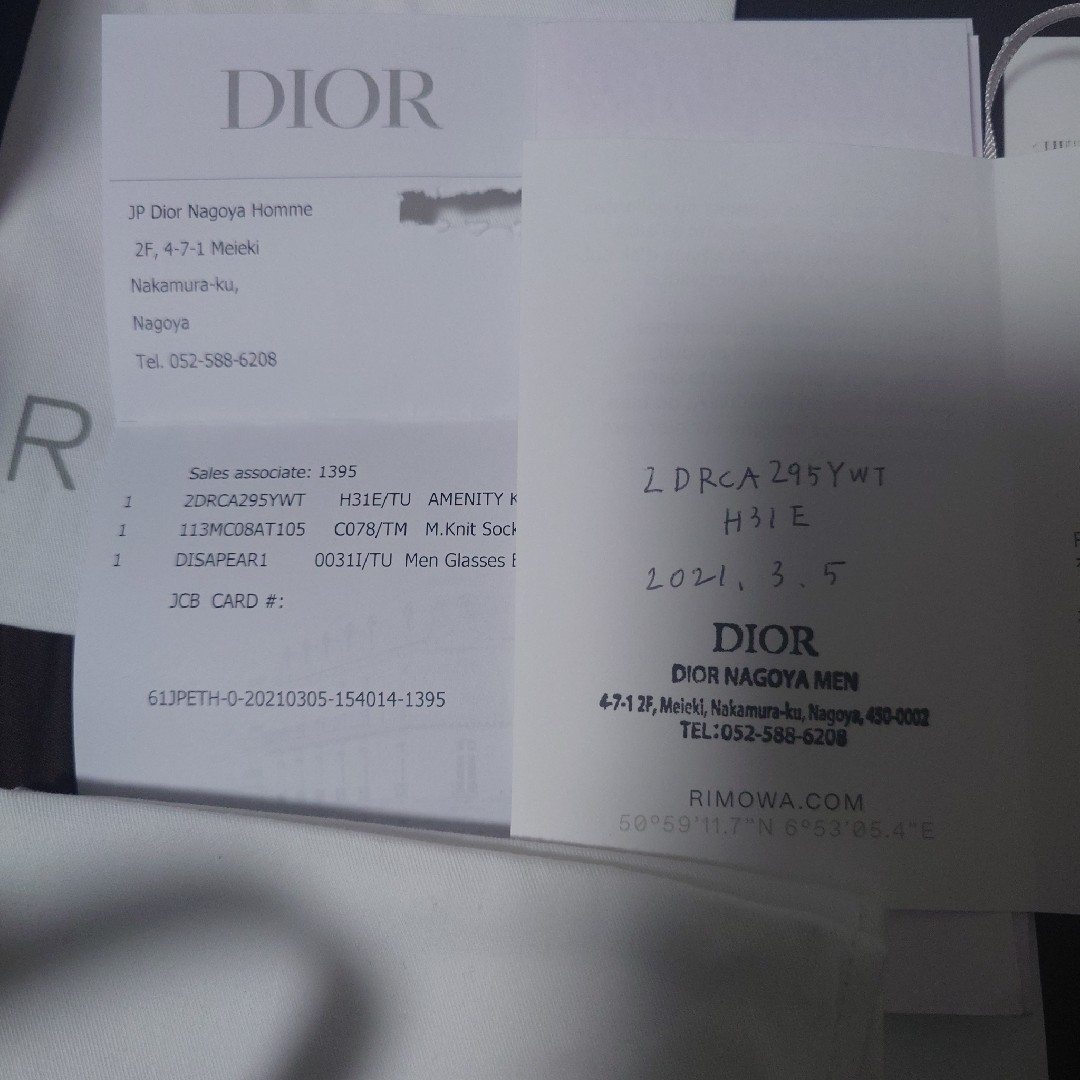 DIOR
JP Dior Nagoya Homme
2F, 4-7-1 Meieki
Nakamura-ku,
Nagoya
Tel. 052-588-6208
R
Sales associate: 1395
1 2DRCA295YWT H31E/TU AMENITY K
1 113MC08AT105 C078/TM M.Knit Sock
1 DISAPEAR1 0031I/TU Men Glasses
JCB CARD #:
61JPETH-0-20210305-154014-1395
2DRCA295YWT
H31E
2021.3.5
DIOR
DIOR NAGOYA MEN
4-7-1 2F, Meieki, Nakamura-ku, Nagoya, 450-0002
TEL:052-588-6208
RIMOWA.COM
50°59'11.7"N 6°53'05.4"E